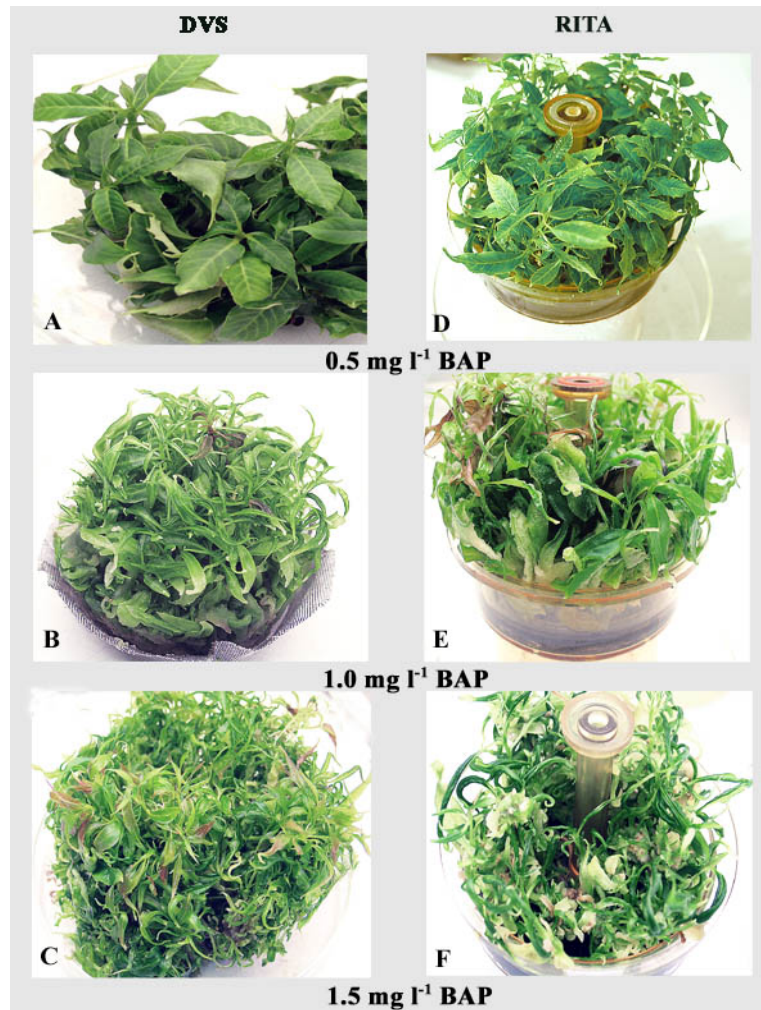 DVS RITA
A D
0.5 mg l⁻¹ BAP
B E
1.0 mg l⁻¹ BAP
C F
1.5 mg l⁻¹ BAP